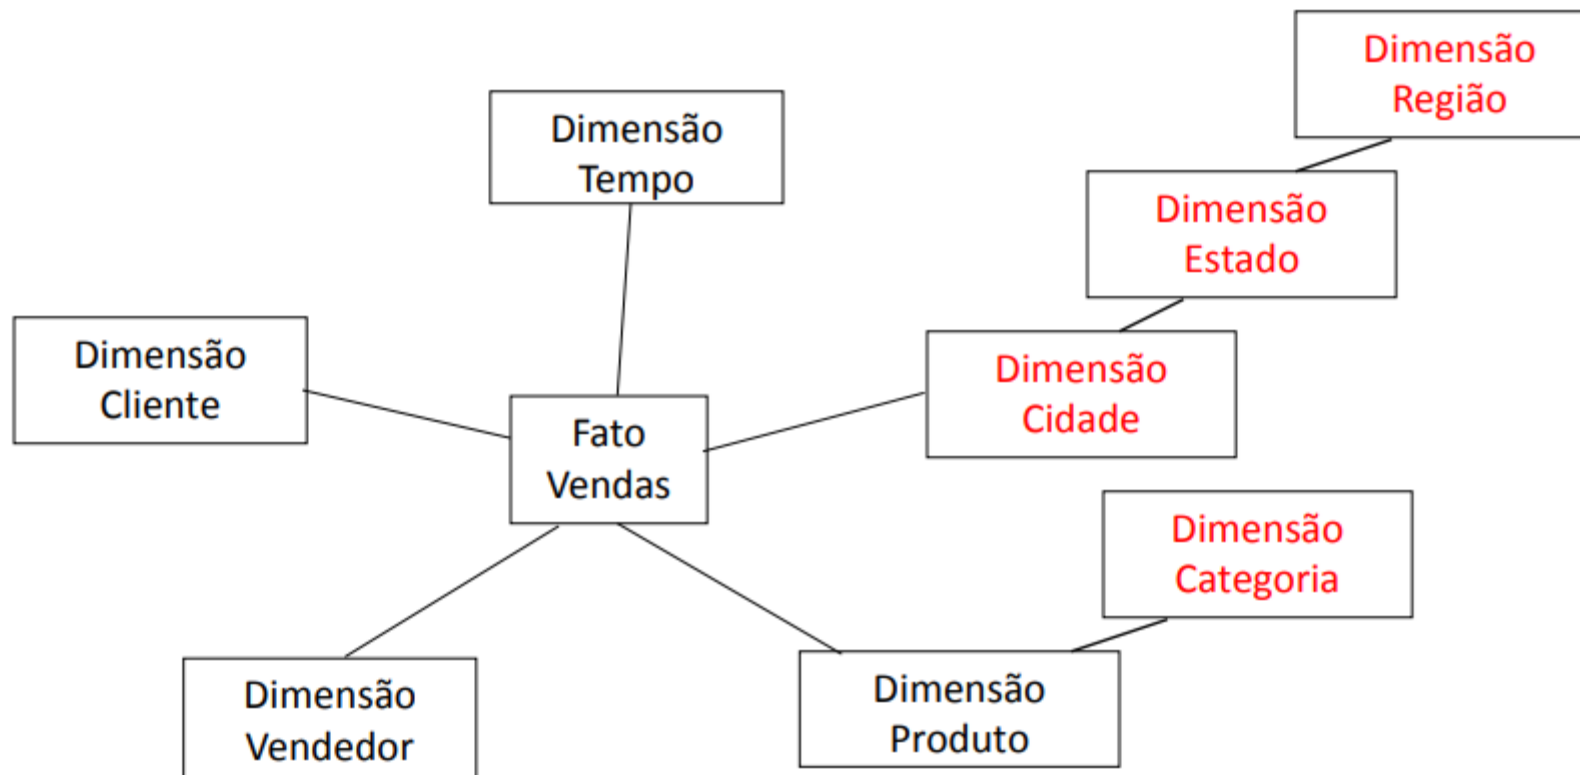 Dimensão
Região
Dimensão
Tempo
Dimensão
Estado
Dimensão
Cliente
Dimensão
Cidade
Fato
Vendas
Dimensão
Categoria
Dimensão
Vendedor
Dimensão
Produto